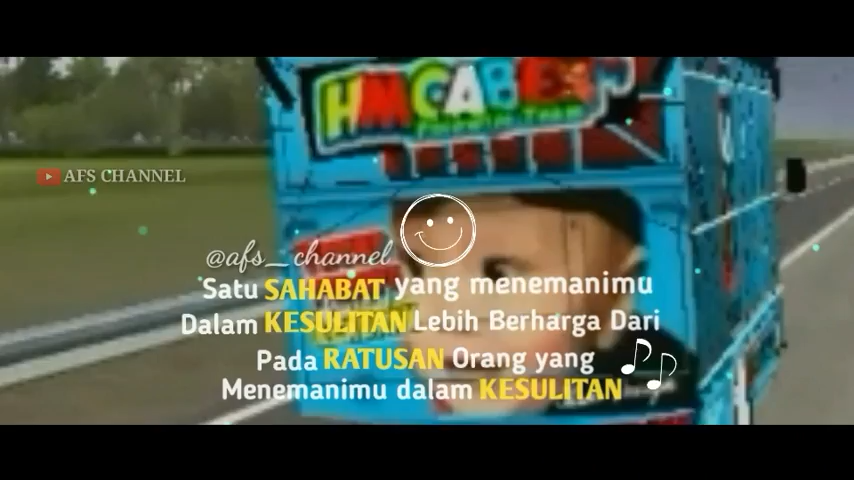 HMCABE
AFS CHANNEL
@afs_channel
Satu SAHABAT yang menemanimu
Dalam KESULITAN Lebih Berharga Dari
Pada RATUSAN Orang yang
Menemanimu dalam KESULITAN